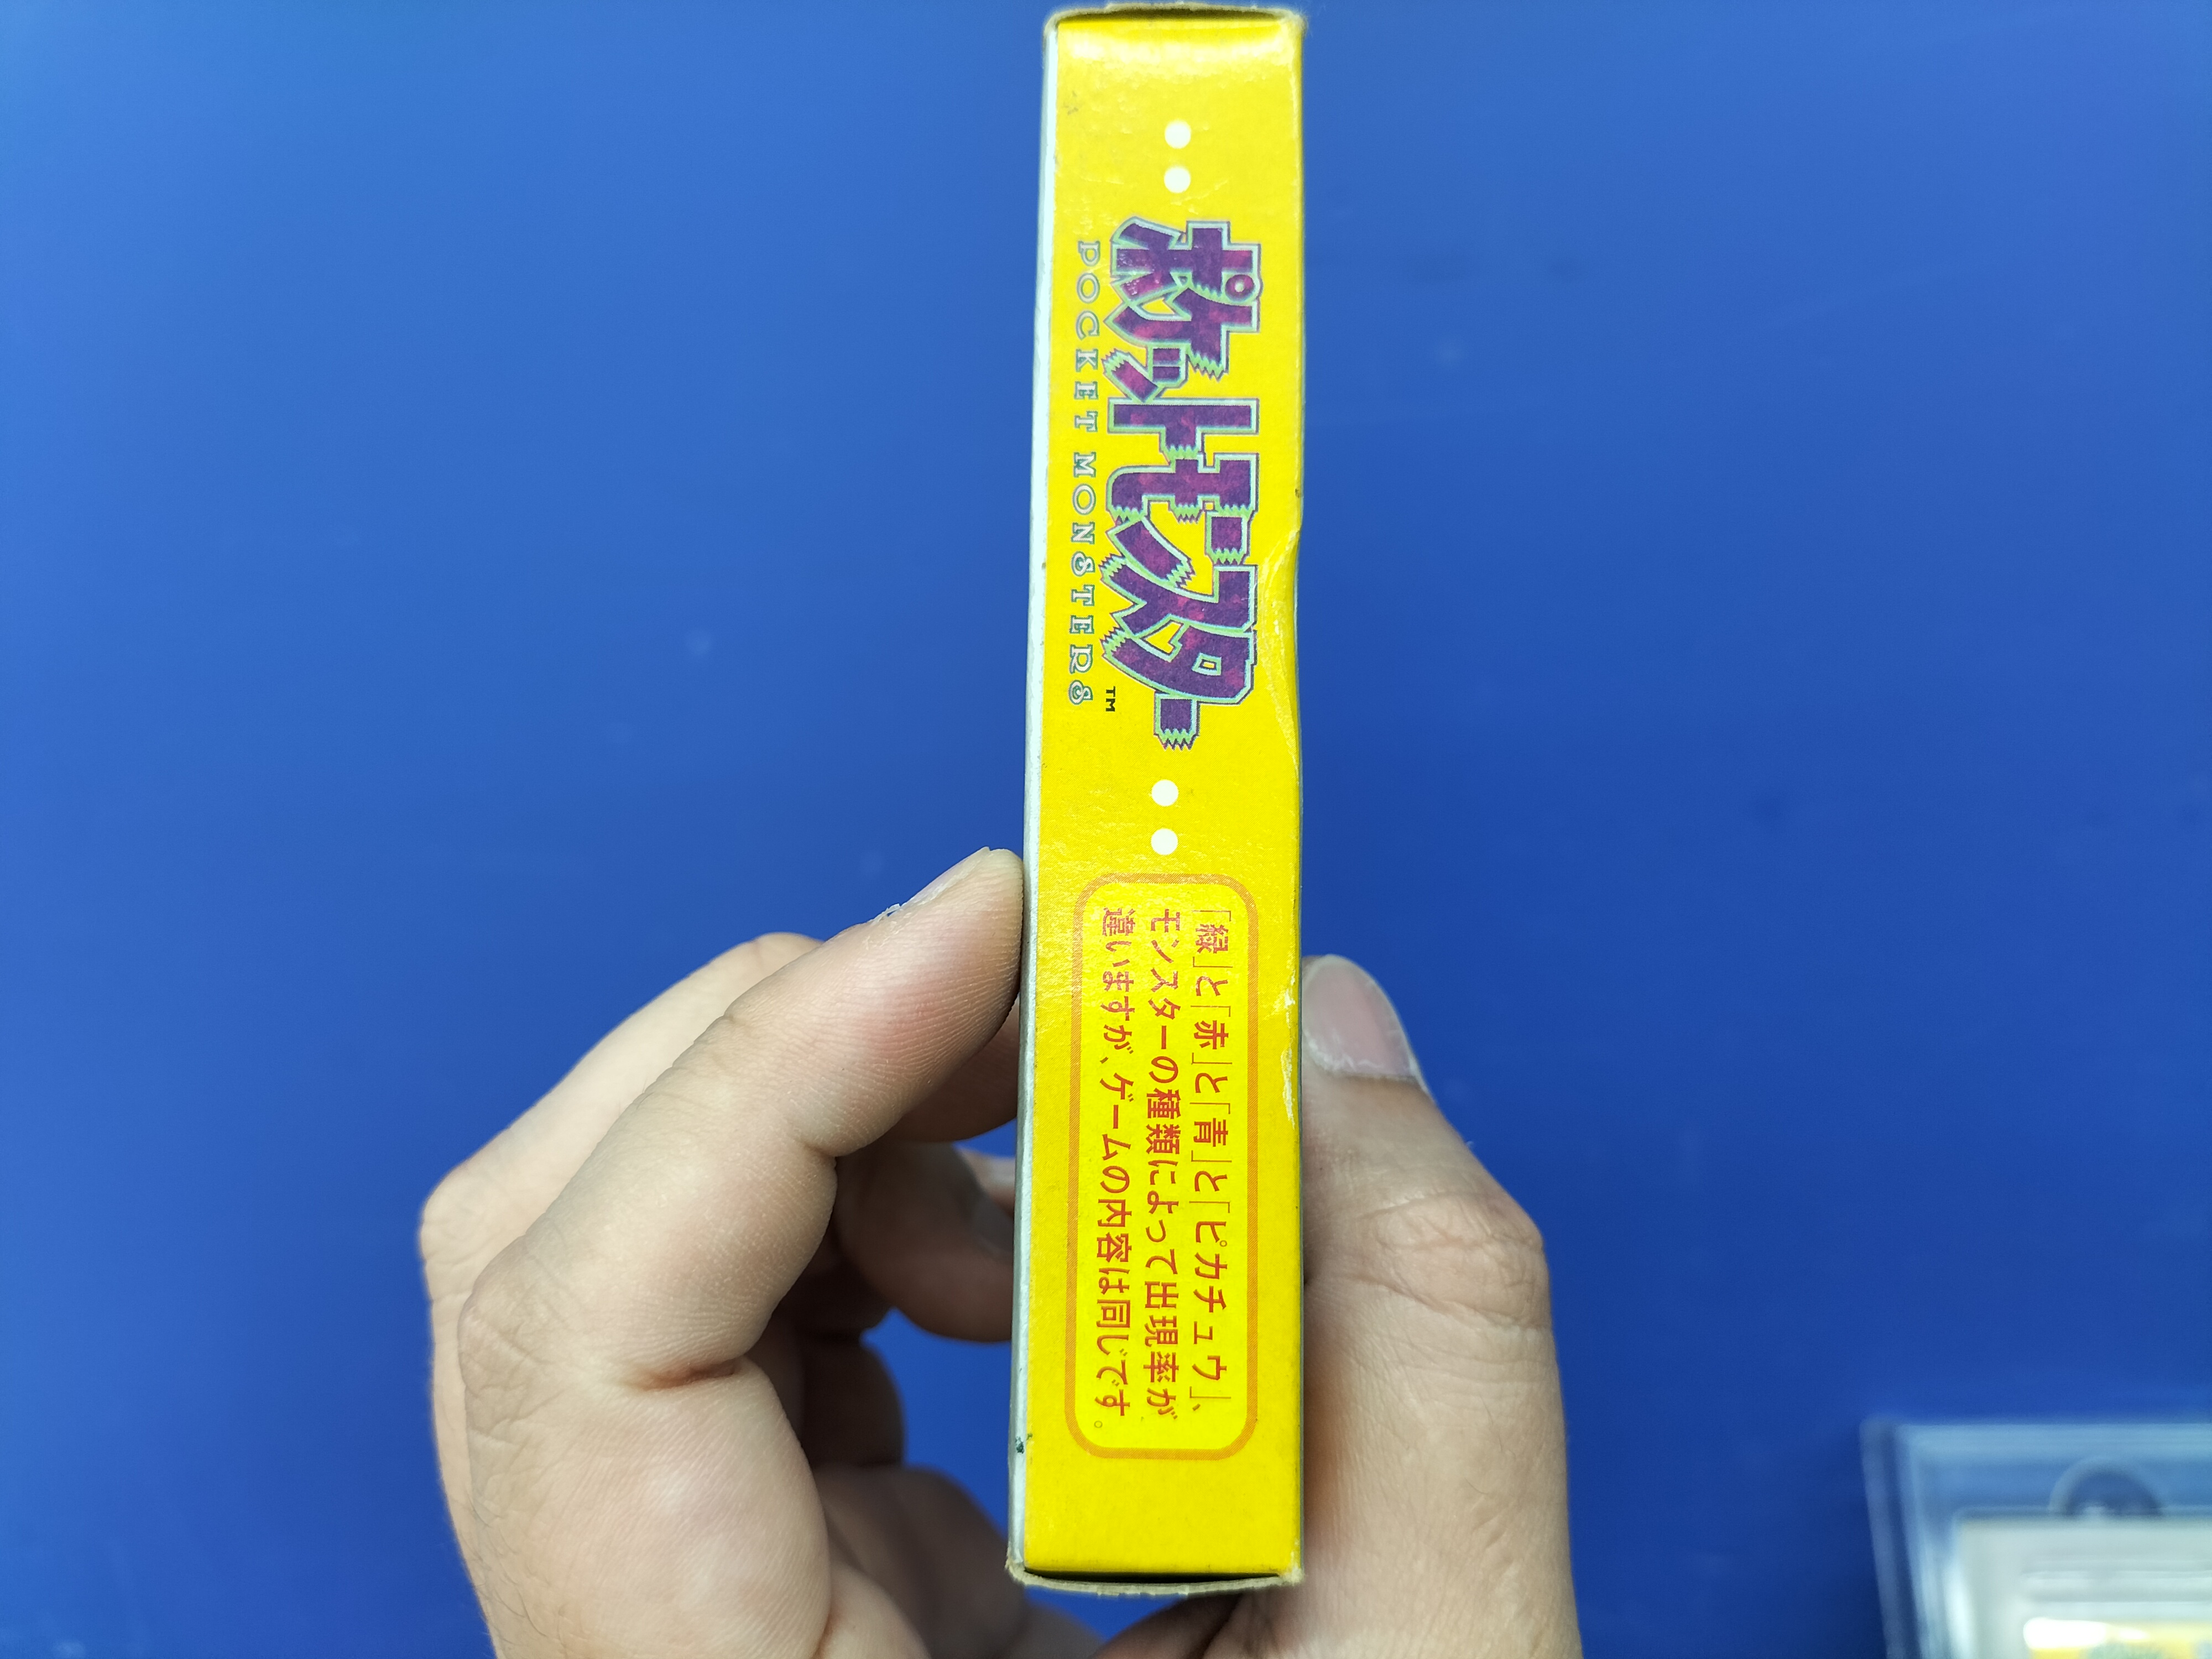 ポケットモンスター
TM
POCKET MONSTERS
「緑」と「赤」と「青」と「ピカチュウ」、
モンスターの種類によって出現率が
違いますが、ゲームの内容は同じです。